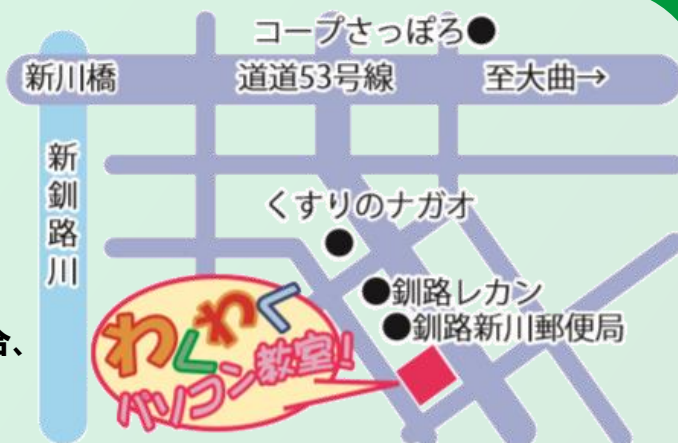 コープさっぽろ●
新川橋 道道53号線 至大曲→
新釧路川
くすりのナガオ
●釧路レカン
●釧路新川郵便局
わくわく
パソコン教室!
合、